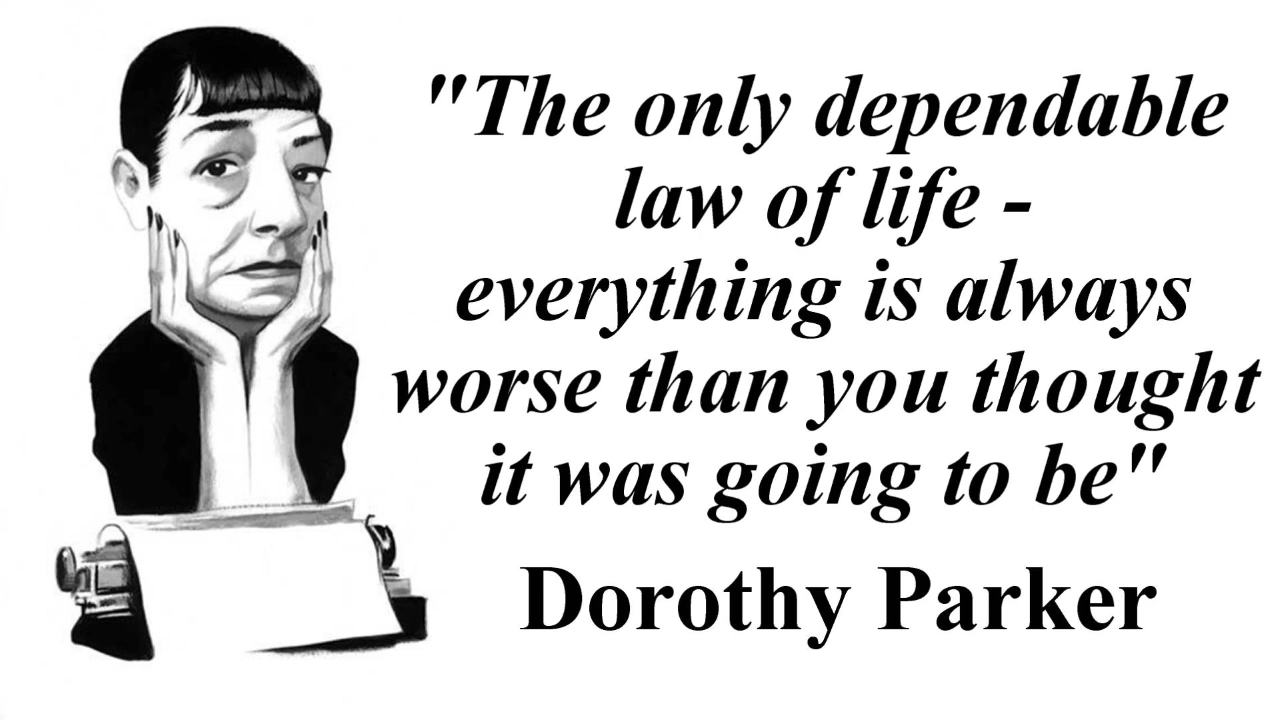 "The only dependable
law of life -
everything is always
worse than you thought
it was going to be"
Dorothy Parker